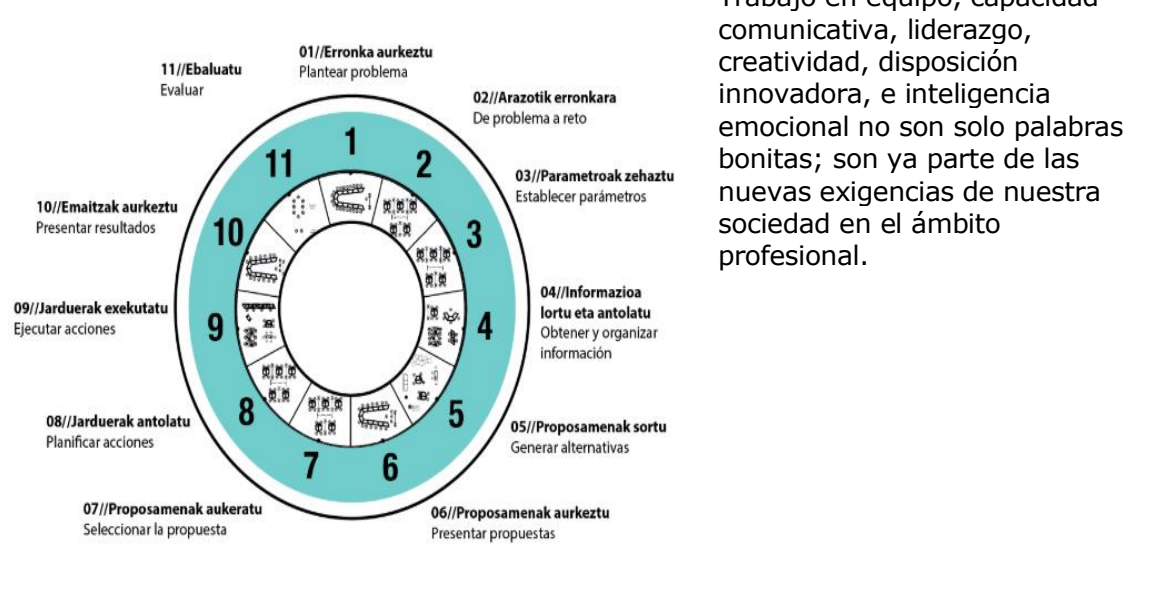 01//Erronka aurkeztu
Plantear problema
02//Arazotik erronkara
De problema a reto
03//Parametroak zehaztu
Establecer parámetros
04//Informazioa
lortu eta antolatu
Obtener y organizar
información
05//Proposamenak sortu
Generar alternativas
06//Proposamenak aurkeztu
Presentar propuestas
07//Proposamenak aukeratu
Seleccionar la propuesta
08//Jarduerak antolatu
Planificar acciones
09//Jarduerak exekutatu
Ejecutar acciones
10//Emaitzak aurkeztu
Presentar resultados
11//Ebaluatu
Evaluar
1
2
3
4
5
6
7
8
9
10
11
Trabajo en equipo, capacidad
comunicativa, liderazgo,
creatividad, disposición
innovadora, e inteligencia
emocional no son solo palabras
bonitas; son ya parte de las
nuevas exigencias de nuestra
sociedad en el ámbito
profesional.